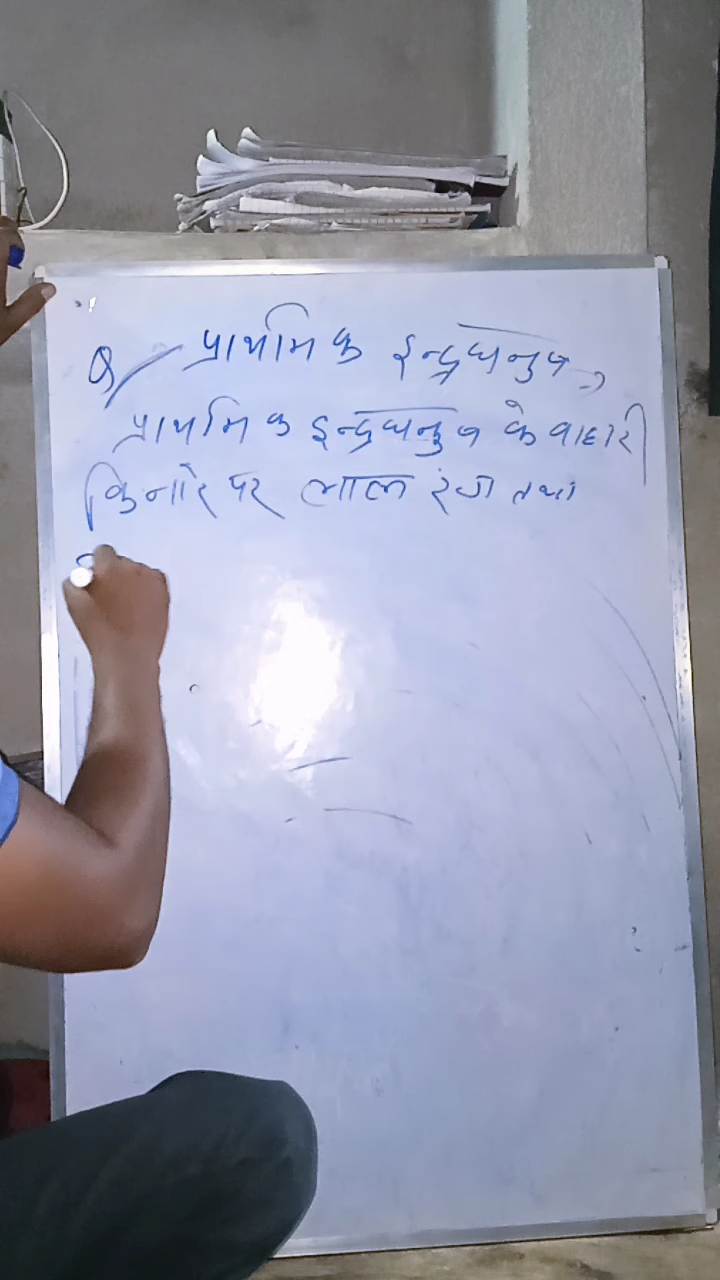 Q/ प्राथमिक इन्द्रधनुष →
प्राथमिक इन्द्रधनुष के वाहरी
किनारे पर लाल रंग तथा